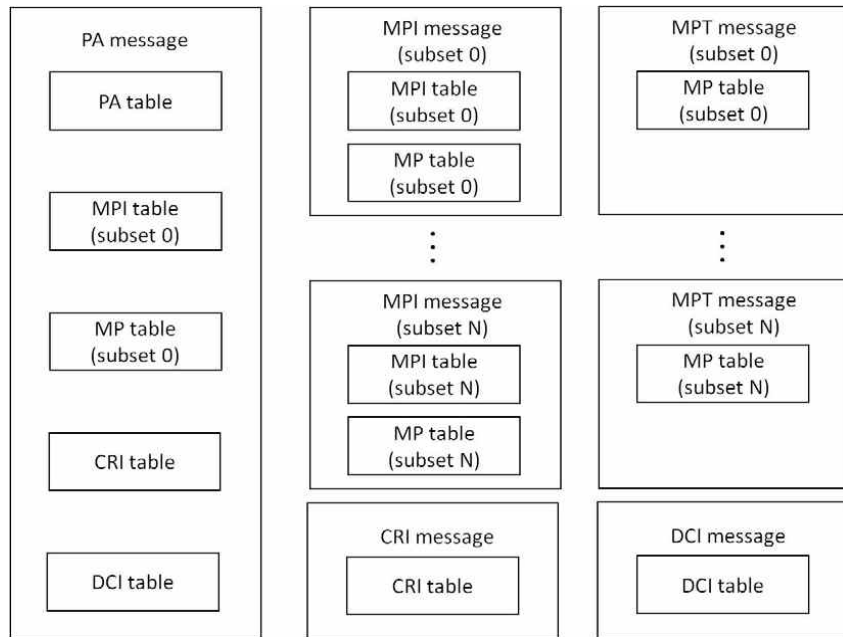 PA message
PA table
MPI table
(subset 0)
MP table
(subset 0)
CRI table
DCI table
MPI message
(subset 0)
MPI table
(subset 0)
MP table
(subset 0)
⋮
MPI message
(subset N)
MPI table
(subset N)
MP table
(subset N)
CRI message
CRI table
MPT message
(subset 0)
MP table
(subset 0)
⋮
MPT message
(subset N)
MP table
(subset N)
DCI message
DCI table